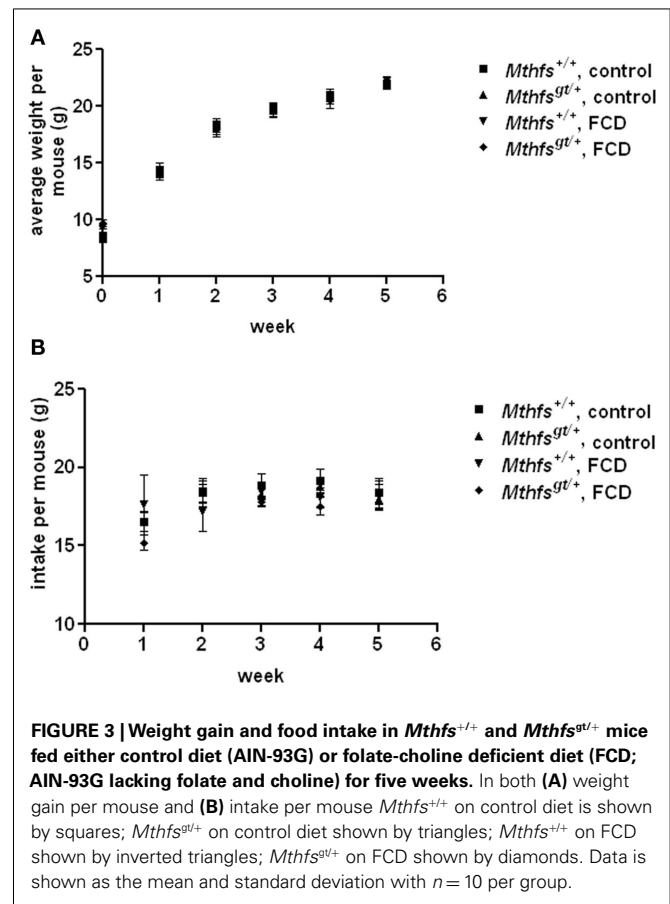 A
25
20
15
10
5
average weight per
mouse (g)
0 1 2 3 4 5 6
week
Mthfs+/+, control
Mthfsgt/+, control
Mthfs+/+, FCD
Mthfsgt/+, FCD
B
25
20
15
10
intake per mouse (g)
0 1 2 3 4 5 6
week
Mthfs+/+, control
Mthfsgt/+, control
Mthfs+/+, FCD
Mthfsgt/+, FCD
FIGURE 3 | Weight gain and food intake in Mthfs+/+ and Mthfsgt/+ mice
fed either control diet (AIN-93G) or folate-choline deficient diet (FCD;
AIN-93G lacking folate and choline) for five weeks. In both (A) weight
gain per mouse and (B) intake per mouse Mthfs+/+ on control diet is shown
by squares; Mthfsgt/+ on control diet shown by triangles; Mthfs+/+ on FCD
shown by inverted triangles; Mthfsgt/+ on FCD shown by diamonds. Data is
shown as the mean and standard deviation with n = 10 per group.